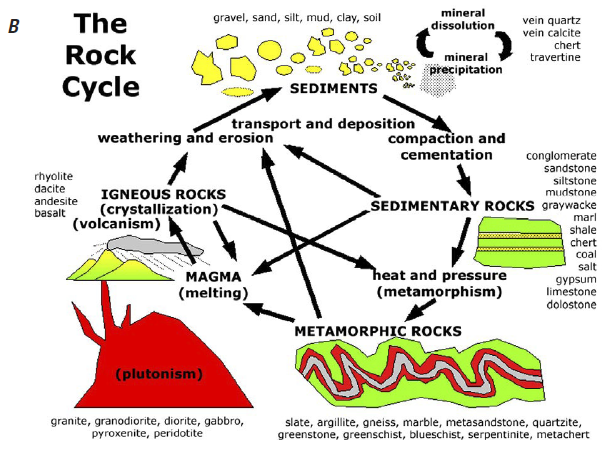 B
The
Rock
Cycle
gravel, sand, silt, mud, clay, soil
mineral
dissolution
mineral
precipitation
vein quartz
vein calcite
chert
travertine
SEDIMENTS
transport and deposition
weathering and erosion
compaction and
cementation
rhyolite
dacite
andesite
basalt
IGNEOUS ROCKS
(crystallization)
(volcanism)
SEDIMENTARY ROCKS
conglomerate
sandstone
siltstone
mudstone
graywacke
marl
shale
chert
coal
salt
gypsum
limestone
dolostone
MAGMA
(melting)
heat and pressure
(metamorphism)
METAMORPHIC ROCKS
(plutonism)
granite, granodiorite, diorite, gabbro,
pyroxenite, peridotite
slate, argillite, gneiss, marble, metasandstone, quartzite,
greenstone, greenschist, blueschist, serpentinite, metachert